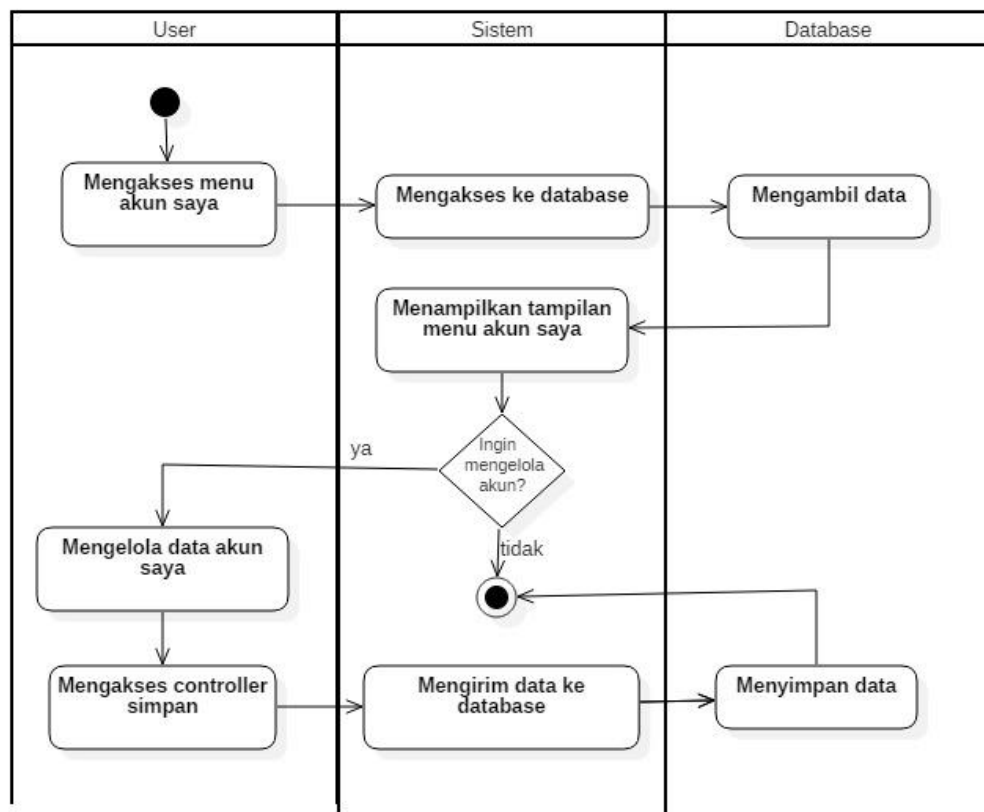 User
Sistem
Database
Mengakses menu
akun saya
Mengakses ke database
Mengambil data
Menampilkan tampilan
menu akun saya
Ingin
mengelola
akun?
ya
tidak
Mengelola data akun
saya
Mengakses controller
simpan
Mengirim data ke
database
Menyimpan data